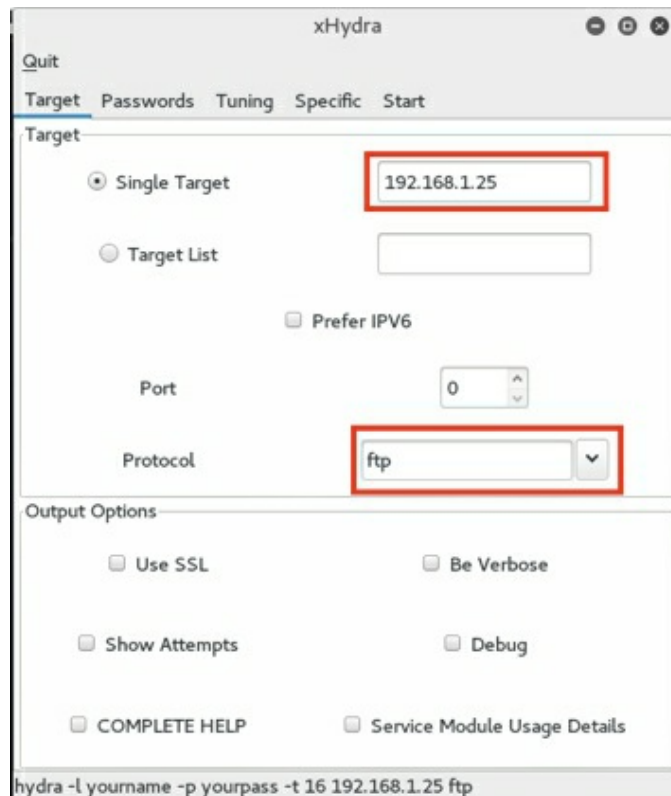 xHydra
Quit
Target Passwords Tuning Specific Start
Target
Single Target 192.168.1.25
Target List
Prefer IPV6
Port 0
Protocol ftp
Output Options
Use SSL Be Verbose
Show Attempts Debug
COMPLETE HELP Service Module Usage Details
hydra -l yourname -p yourpass -t 16 192.168.1.25 ftp